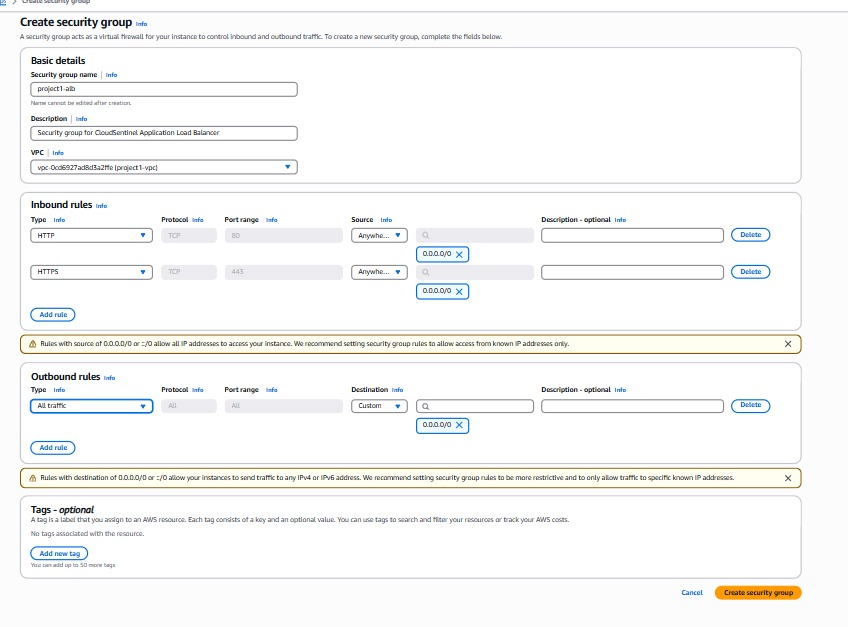 Create security group
Create security group Info
A security group acts as a virtual firewall for your instance to control inbound and outbound traffic. To create a new security group, complete the fields below.
Basic details
Security group name | Info
project1-alb
Name cannot be edited after creation.
Description | Info
Security group for CloudSentinel Application Load Balancer
VPC | Info
vpc-0cd6927ad8d3a2ffe (project1-vpc)
Inbound rules Info
Type Info Protocol Info Port range Info Source Info Description - optional Info
HTTP TCP 80 Anywhe... Delete
0.0.0.0/0
HTTPS TCP 443 Anywhe... Delete
0.0.0.0/0
Add rule
Rules with source of 0.0.0.0/0 or ::/0 allow all IP addresses to access your instance. We recommend setting security group rules to allow access from known IP addresses only.
Outbound rules Info
Type Info Protocol Info Port range Info Destination Info Description - optional Info
All traffic All All Custom Delete
0.0.0.0/0
Add rule
Rules with destination of 0.0.0.0/0 or ::/0 allow your instances to send traffic to any IPv4 or IPv6 address. We recommend setting security group rules to be more restrictive and to only allow traffic to specific known IP addresses.
Tags - optional
A tag is a label that you assign to an AWS resource. Each tag consists of a key and an optional value. You can use tags to search and filter your resources or track your AWS costs.
No tags associated with the resource.
Add new tag
You can add up to 50 more tags
Cancel Create security group